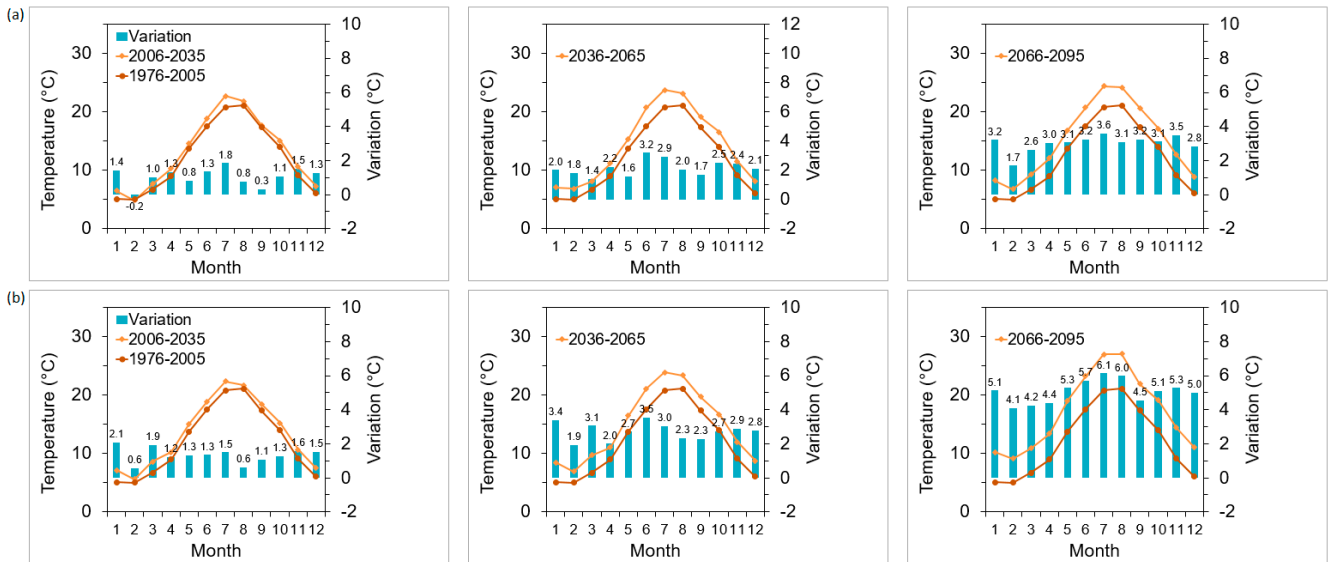 (a)
Temperature (°C)
30
20
10
0
Variation
2006-2035
1976-2005
1.4 -0.2 1.0 1.3 0.8 1.3 1.8 0.8 0.3 1.1 1.5 1.3
1 2 3 4 5 6 7 8 9 10 11 12
Month
10
8
6
4
2
0
-2
Variation (°C)
Temperature (°C)
30
20
10
0
2036-2065
2.0 1.8 1.4 2.2 1.6 3.2 2.9 2.0 1.7 2.5 2.4 2.1
1 2 3 4 5 6 7 8 9 10 11 12
Month
12
10
8
6
4
2
0
-2
Variation (°C)
Temperature (°C)
30
20
10
0
2066-2095
3.2 1.7 2.6 3.0 3.1 3.2 3.6 3.1 3.2 3.1 3.5 2.8
1 2 3 4 5 6 7 8 9 10 11 12
Month
10
8
6
4
2
0
-2
Variation (°C)
(b)
Temperature (°C)
30
20
10
0
Variation
2006-2035
1976-2005
2.1 0.6 1.9 1.2 1.3 1.3 1.5 0.6 1.1 1.3 1.6 1.5
1 2 3 4 5 6 7 8 9 10 11 12
Month
10
8
6
4
2
0
-2
Variation (°C)
Temperature (°C)
30
20
10
0
2036-2065
3.4 1.9 3.1 2.0 2.7 3.5 3.0 2.3 2.3 2.7 2.9 2.8
1 2 3 4 5 6 7 8 9 10 11 12
Month
10
8
6
4
2
0
-2
Variation (°C)
Temperature (°C)
30
20
10
0
2066-2095
5.1 4.1 4.2 4.4 5.3 5.7 6.1 6.0 4.5 5.1 5.3 5.0
1 2 3 4 5 6 7 8 9 10 11 12
Month
10
8
6
4
2
0
-2
Variation (°C)